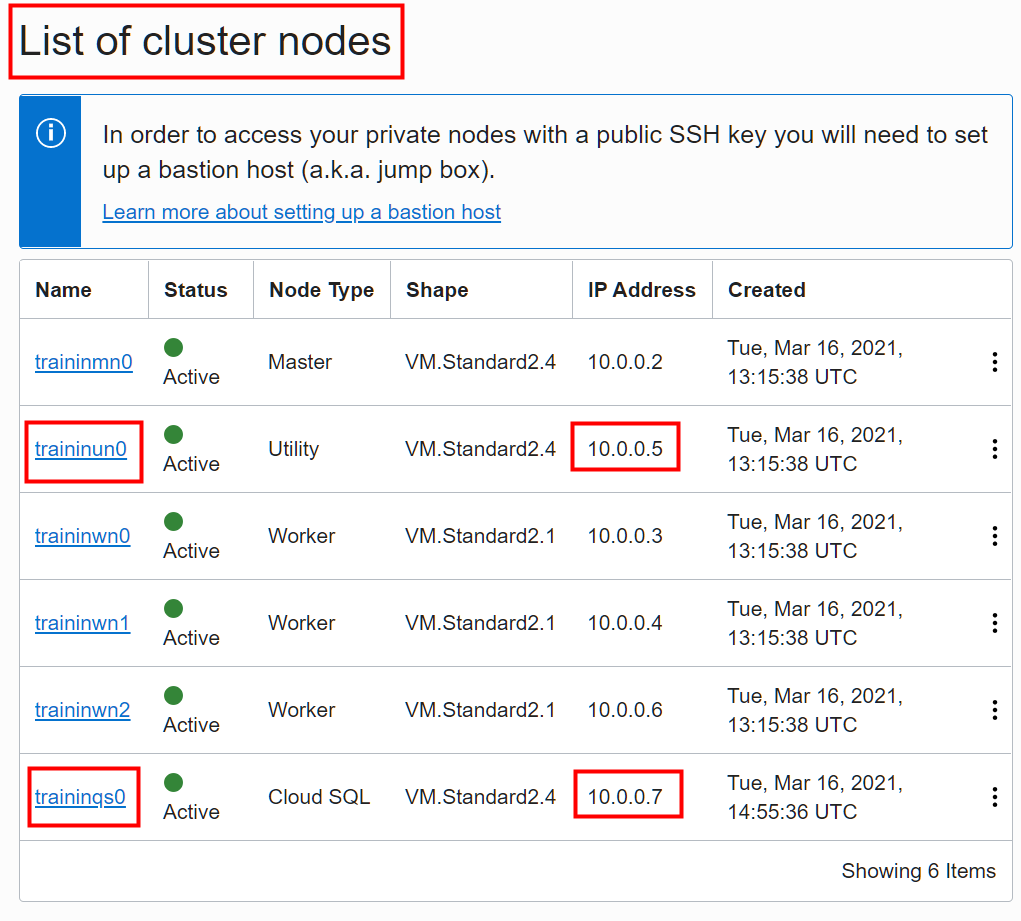 List of cluster nodes
In order to access your private nodes with a public SSH key you will need to set
up a bastion host (a.k.a. jump box).
Learn more about setting up a bastion host
Name Status Node Type Shape IP Address Created
traininmn0 Active Master VM.Standard2.4 10.0.0.2 Tue, Mar 16, 2021,
13:15:38 UTC
traininun0 Active Utility VM.Standard2.4 10.0.0.5 Tue, Mar 16, 2021,
13:15:38 UTC
traininwn0 Active Worker VM.Standard2.1 10.0.0.3 Tue, Mar 16, 2021,
13:15:38 UTC
traininwn1 Active Worker VM.Standard2.1 10.0.0.4 Tue, Mar 16, 2021,
13:15:38 UTC
traininwn2 Active Worker VM.Standard2.1 10.0.0.6 Tue, Mar 16, 2021,
13:15:38 UTC
traininqs0 Active Cloud SQL VM.Standard2.4 10.0.0.7 Tue, Mar 16, 2021,
14:55:36 UTC
Showing 6 Items